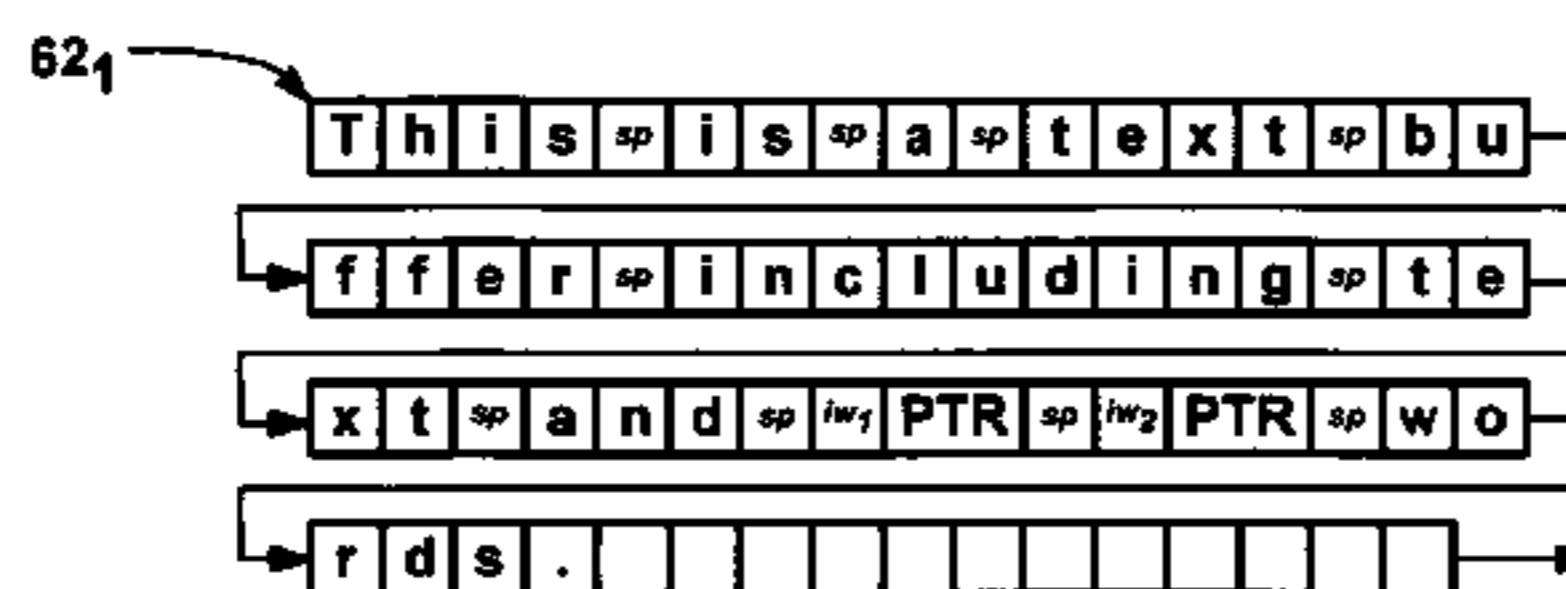 62₁
T h i s sp i s sp a sp t e x t sp b u
f f e r sp i n c l u d i n g sp t e
x t sp a n d sp iw₁ PTR sp iw₂ PTR sp w o
r d s .